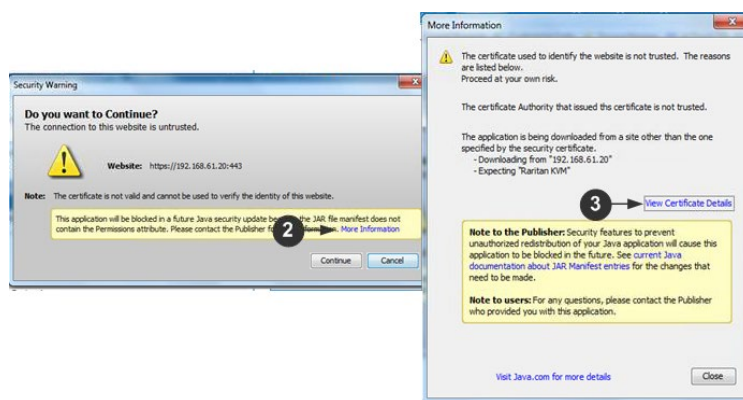 Security Warning
Do you want to Continue?
The connection to this website is untrusted.
Website: https://192.168.61.20:443
Note: The certificate is not valid and cannot be used to verify the identity of this website.
This application will be blocked in a future Java security update the JAR file manifest does not
contain the Permissions attribute. Please contact the Publisher More Information
2
Continue Cancel
More Information
The certificate used to identify the website is not trusted. The reasons
are listed below.
Proceed at your own risk.
The certificate Authority that issued ths certificate is not trusted.
The application is being downloaded from a site other than the one
specified by the security certificate.
- Downloading from "192.168.61.20"
- Expecting "Raritan KVM"
3
View Certificate Details
Note to the Publisher: Security features to prevent
unauthorized redistribution of your Java application will cause this
application to be blocked in the future. See current Java
documentation about JAR Manifest entries for the changes that
need to be made.
Note to users: For any questions, please contact the Publisher
who provided you with this application.
Visit Java.com for more details
Close